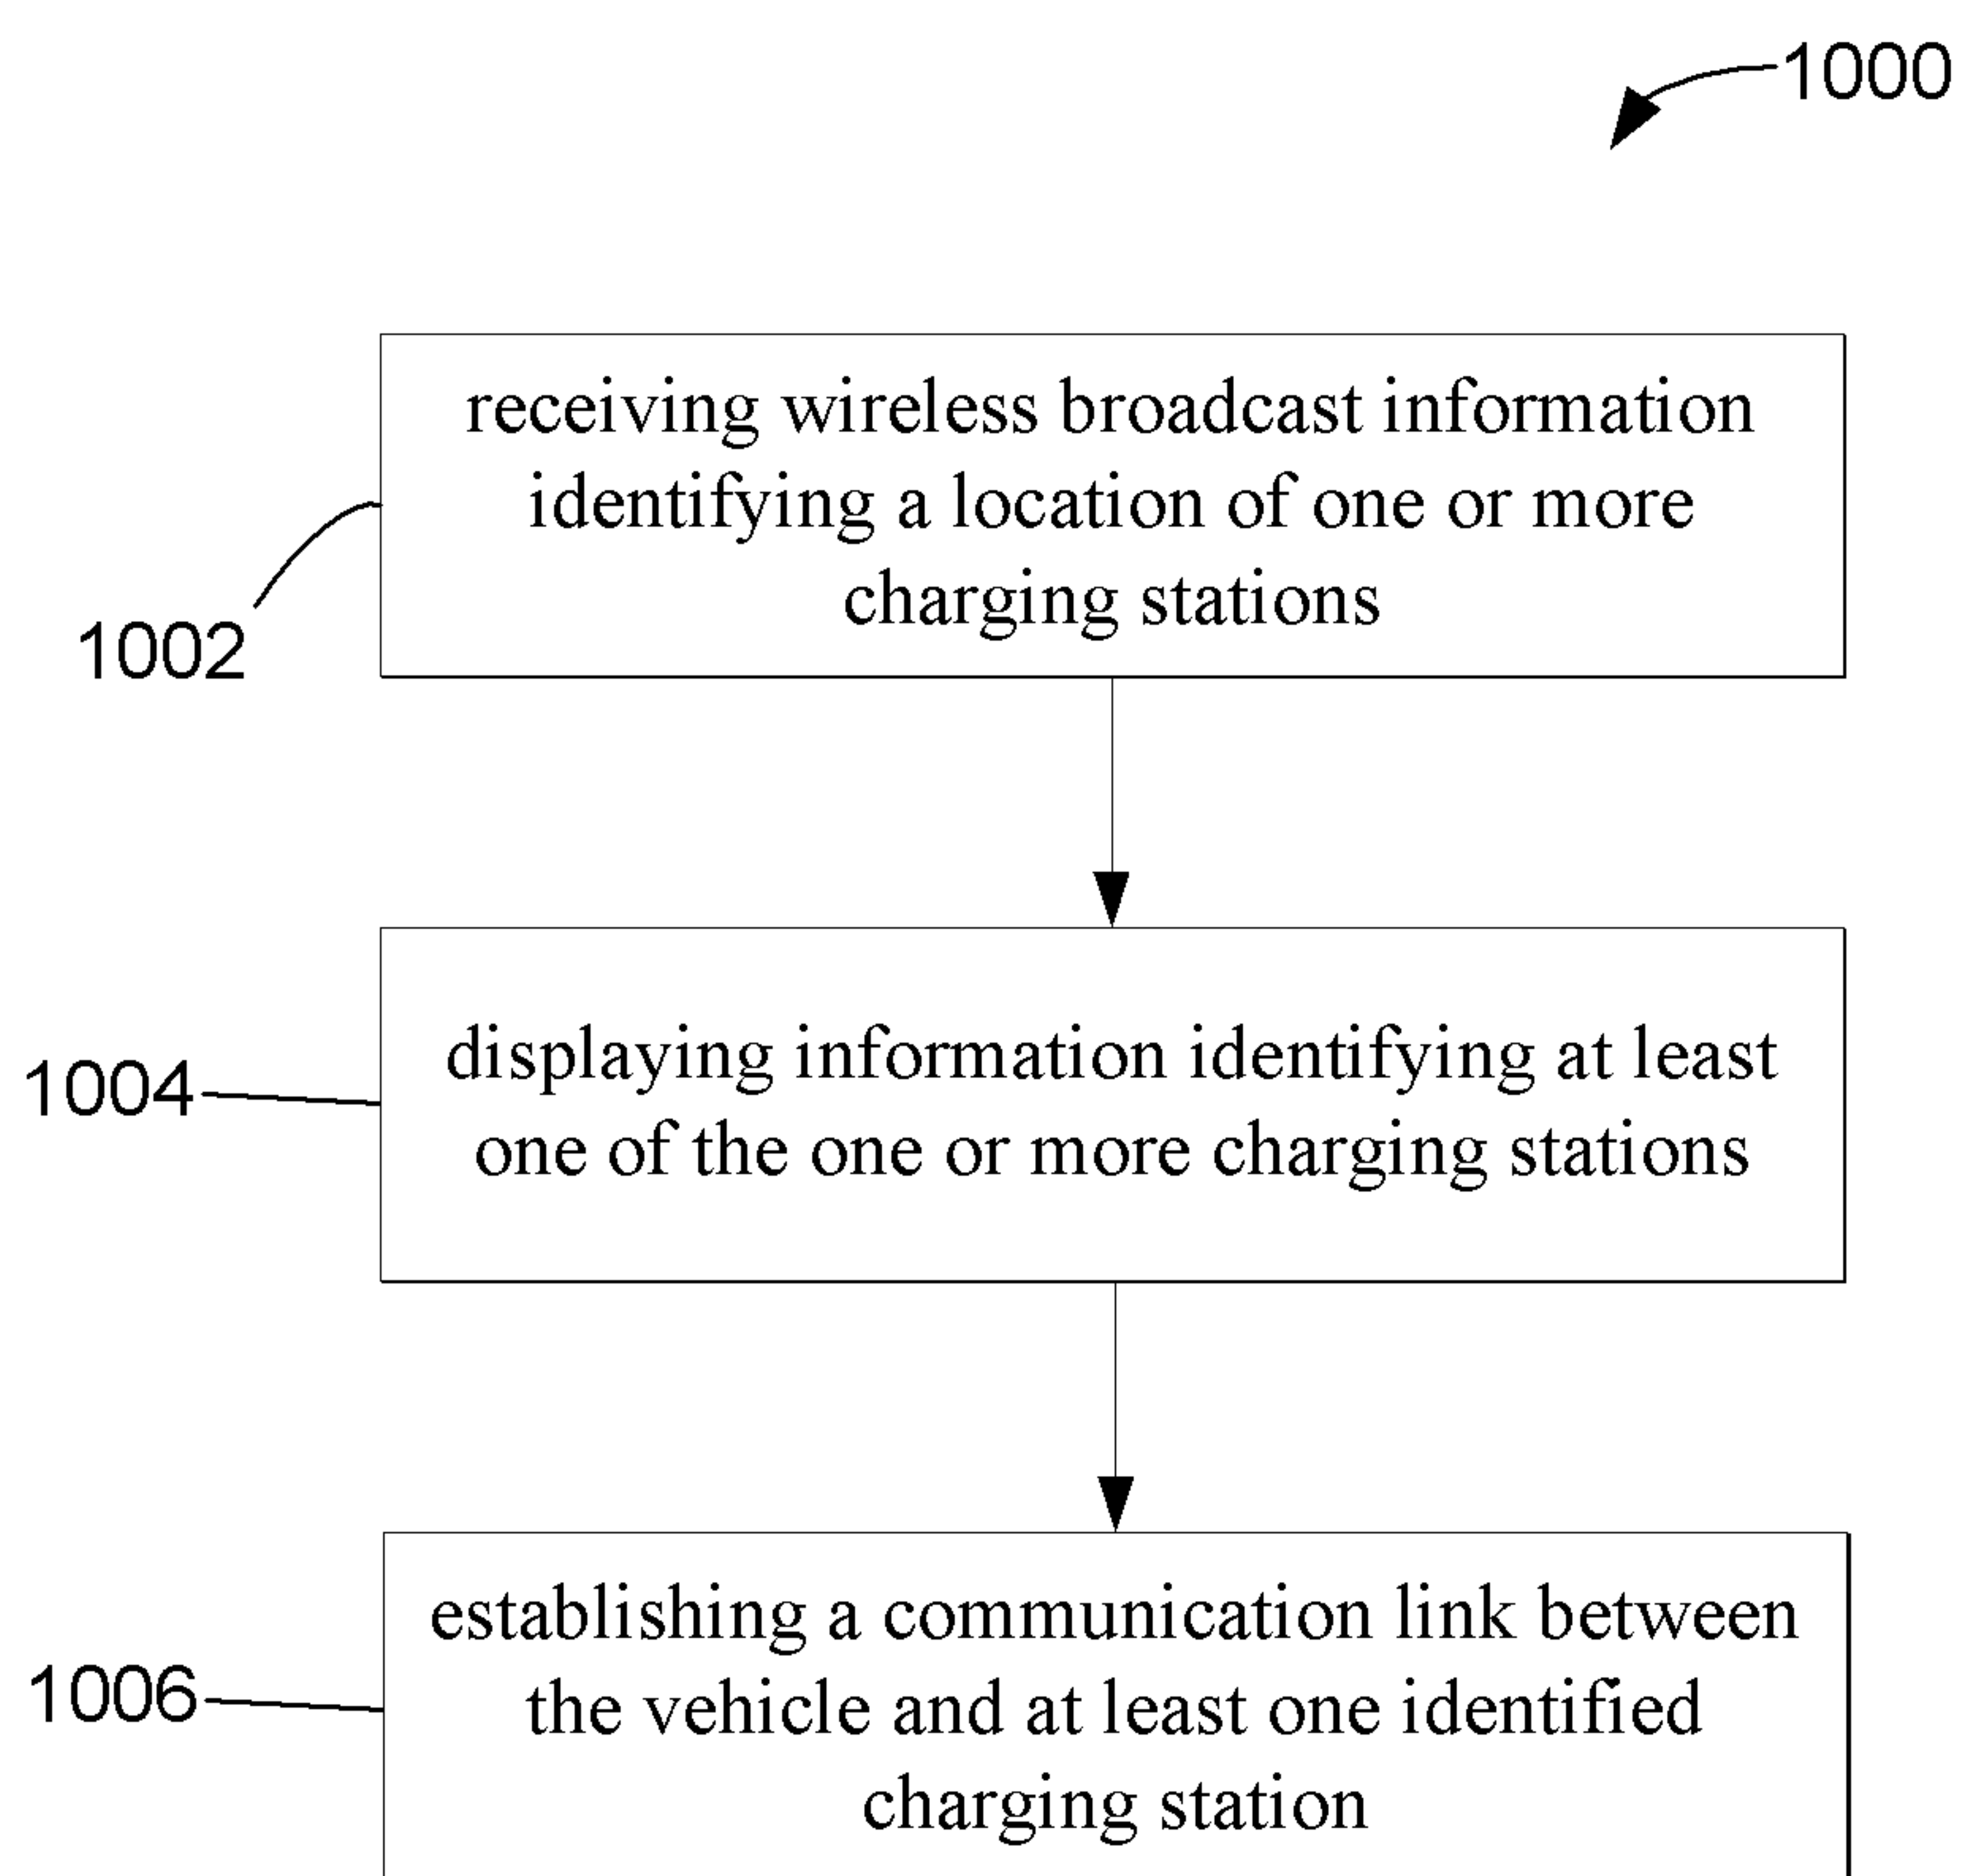 1000
receiving wireless broadcast information
identifying a location of one or more
charging stations
1002
displaying information identifying at least
one of the one or more charging stations
1004
establishing a communication link between
the vehicle and at least one identified
charging station
1006